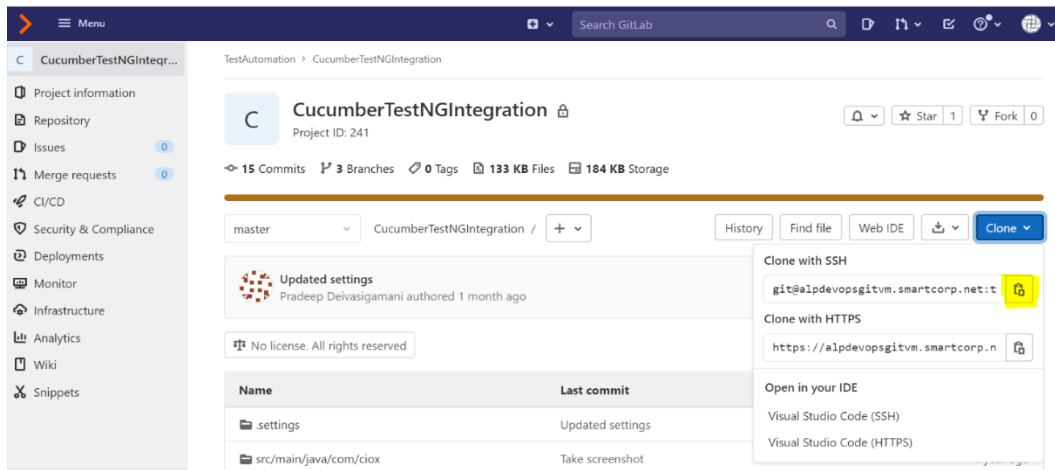 Menu
Search GitLab
C CucumberTestNGIntegr...
Project information
Repository
Issues 0
Merge requests 0
CI/CD
Security & Compliance
Deployments
Monitor
Infrastructure
Analytics
Wiki
Snippets
TestAutomation > CucumberTestNGIntegration
C
CucumberTestNGIntegration
Project ID: 241
Star 1
Fork 0
15 Commits 3 Branches 0 Tags 133 KB Files 184 KB Storage
master
CucumberTestNGIntegration /
History
Find file
Web IDE
Clone
Updated settings
Pradeep Deivasigamani authored 1 month ago
No license. All rights reserved
Clone with SSH
git@alpdevopsgitvm.smartcorp.net:t
Clone with HTTPS
https://alpdevopsgitvm.smartcorp.n
Open in your IDE
Visual Studio Code (SSH)
Visual Studio Code (HTTPS)
Name Last commit
.settings Updated settings
src/main/java/com/ciox Take screenshot